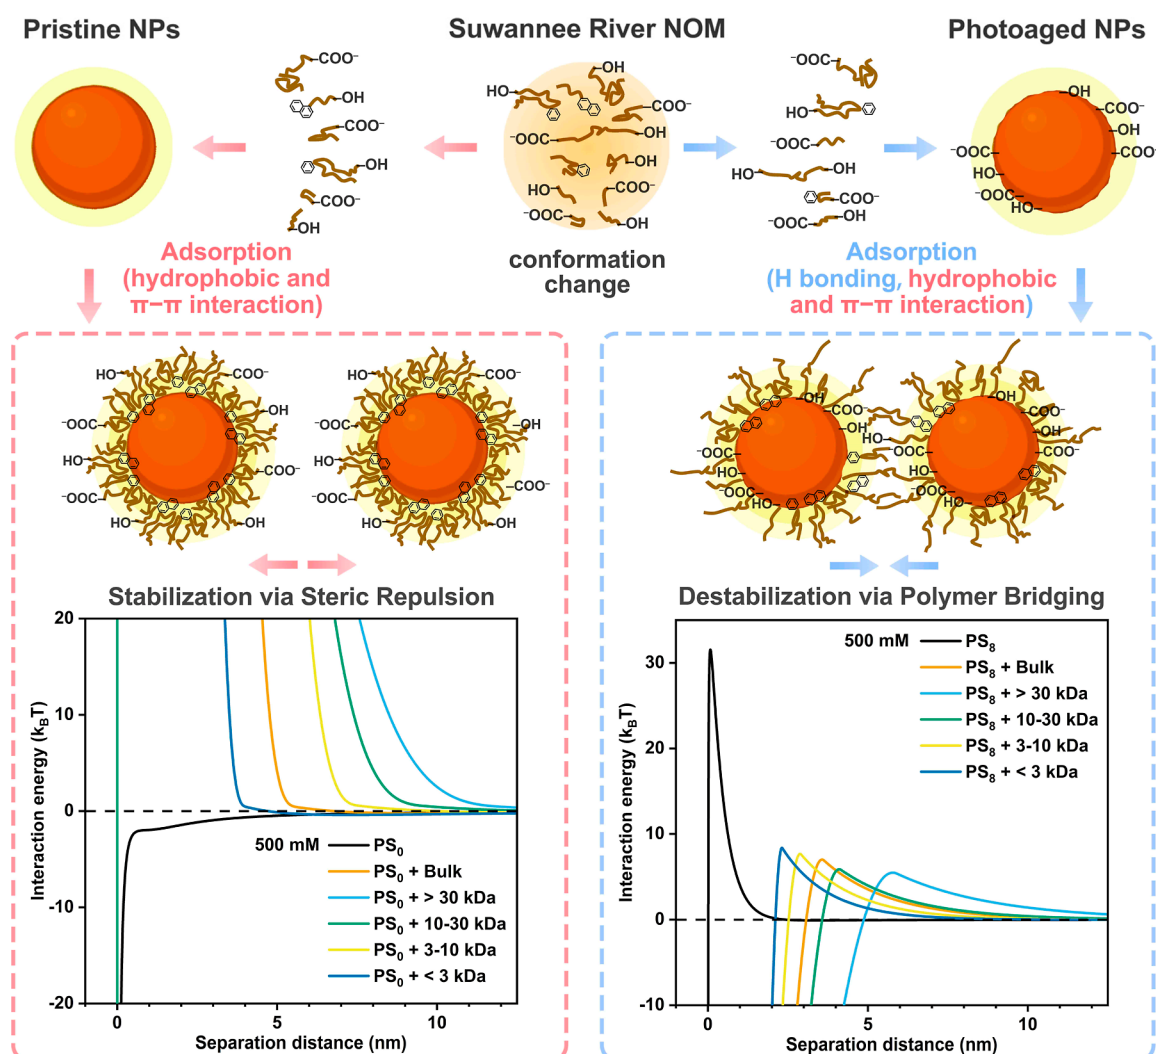 Pristine NPs
Suwannee River NOM
Photoaged NPs
COO⁻
OH
COO⁻
OH
COO⁻
OH
OH
HO
COO⁻
⁻OOC
OH
OH
HO
COO⁻
⁻OOC
OH
⁻OOC
HO
⁻OOC
HO
OH
COO⁻
⁻OOC
OH
OH
COO⁻
OH
⁻OOC
COO⁻
HO
⁻OOC
HO
conformation
change
Adsorption
(hydrophobic and
π−π interaction)
Adsorption
(H bonding, hydrophobic
and π−π interaction)
HO
COO⁻
⁻OOC
OH
HO
COO⁻
⁻OOC
HO
OH
HO
COO⁻
⁻OOC
OH
HO
COO⁻
⁻OOC
HO
OH
OH
COO⁻
OH
⁻OOC
HO
⁻OOC
HO
OH
COO⁻
HO
OH
⁻OOC
COO⁻
HO
⁻OOC
HO
Stabilization via Steric Repulsion
Interaction energy (k_BT)
20
10
0
-10
-20
500 mM
PS₀
PS₀ + Bulk
PS₀ + > 30 kDa
PS₀ + 10-30 kDa
PS₀ + 3-10 kDa
PS₀ + < 3 kDa
0
5
10
Separation distance (nm)
Destabilization via Polymer Bridging
Interaction energy (k_BT)
30
20
10
0
-10
500 mM
PS₈
PS₈ + Bulk
PS₈ + > 30 kDa
PS₈ + 10-30 kDa
PS₈ + 3-10 kDa
PS₈ + < 3 kDa
0
5
10
Separation distance (nm)